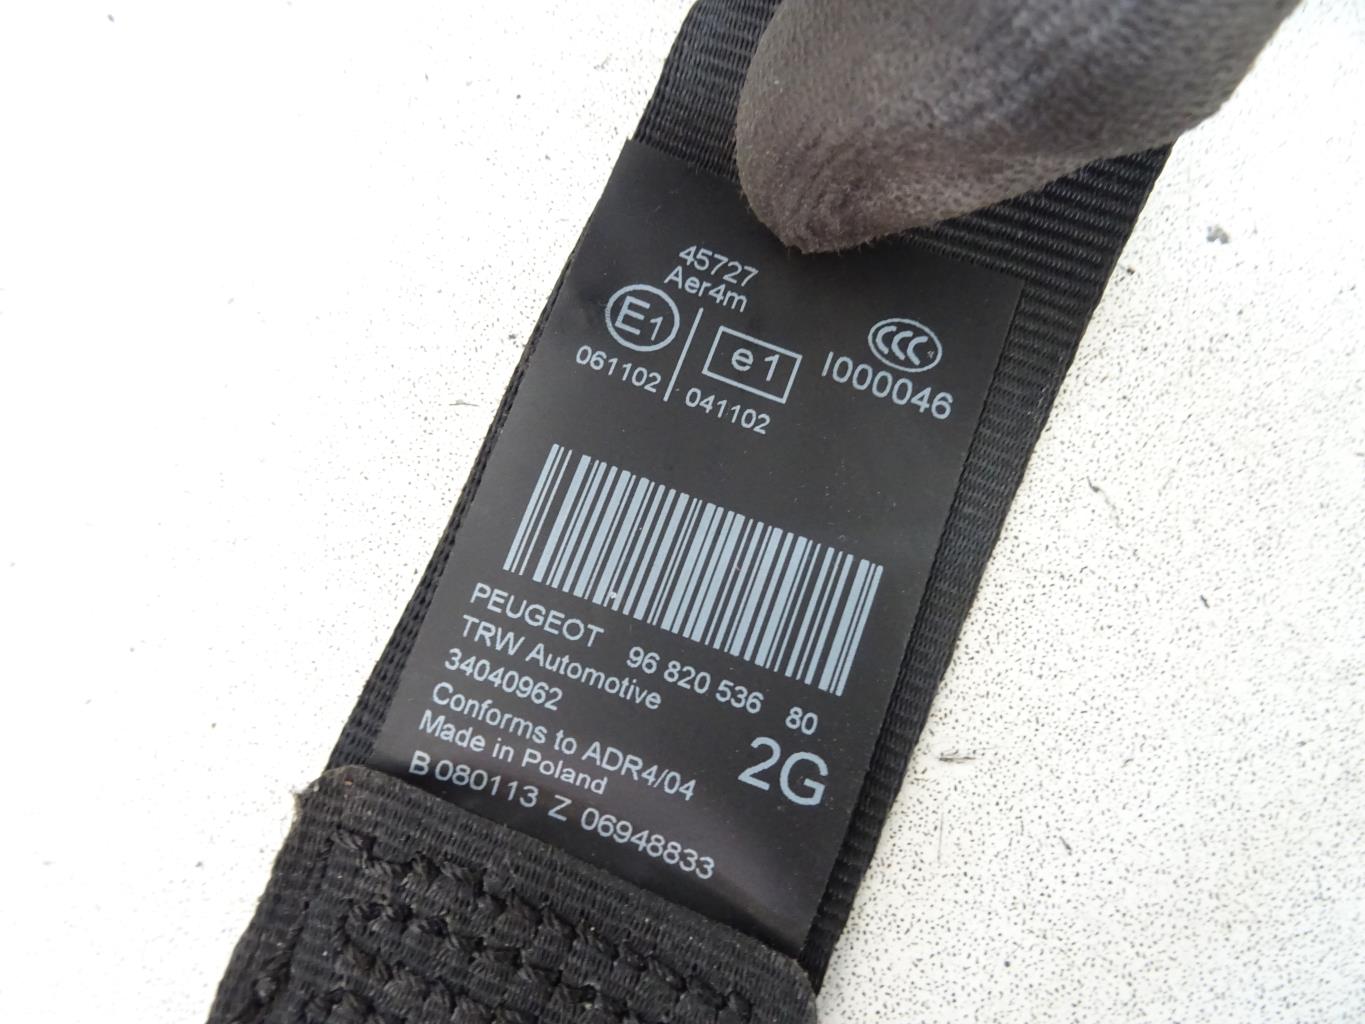 45727
Aer4m
E1
061102
e1
041102
CCC
I000046
PEUGEOT 96 820 536 80
TRW Automotive
34040962
Conforms to ADR4/04
Made in Poland
2G
B 080113 Z 06948833